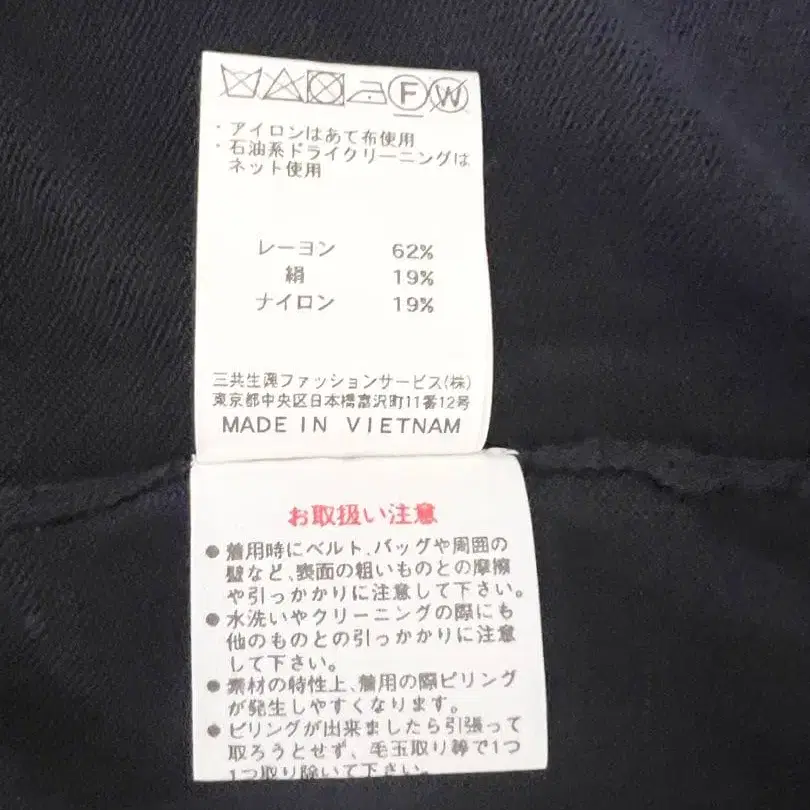 F W
・アイロンはあて布使用
・石油系ドライクリーニングは
ネット使用
レーヨン 62%
絹 19%
ナイロン 19%
三共生興ファッションサービス(株)
東京都中央区日本橋富沢町11番12号
MADE IN VIETNAM
お取扱い注意
●着用時にベルト、バッグや周囲の
壁など、表面の粗いものとの摩擦
や引っかかりに注意して下さい。
●水洗いやクリーニングの際にも
他のものとの引っかかりに注意
して下さい。
●素材の特性上、着用の際ピリング
が発生しやすくなります。
●ピリングが出来ましたら引張って
取ろうとせず、毛玉取り等で1つ
1つ取り除いて下さい。